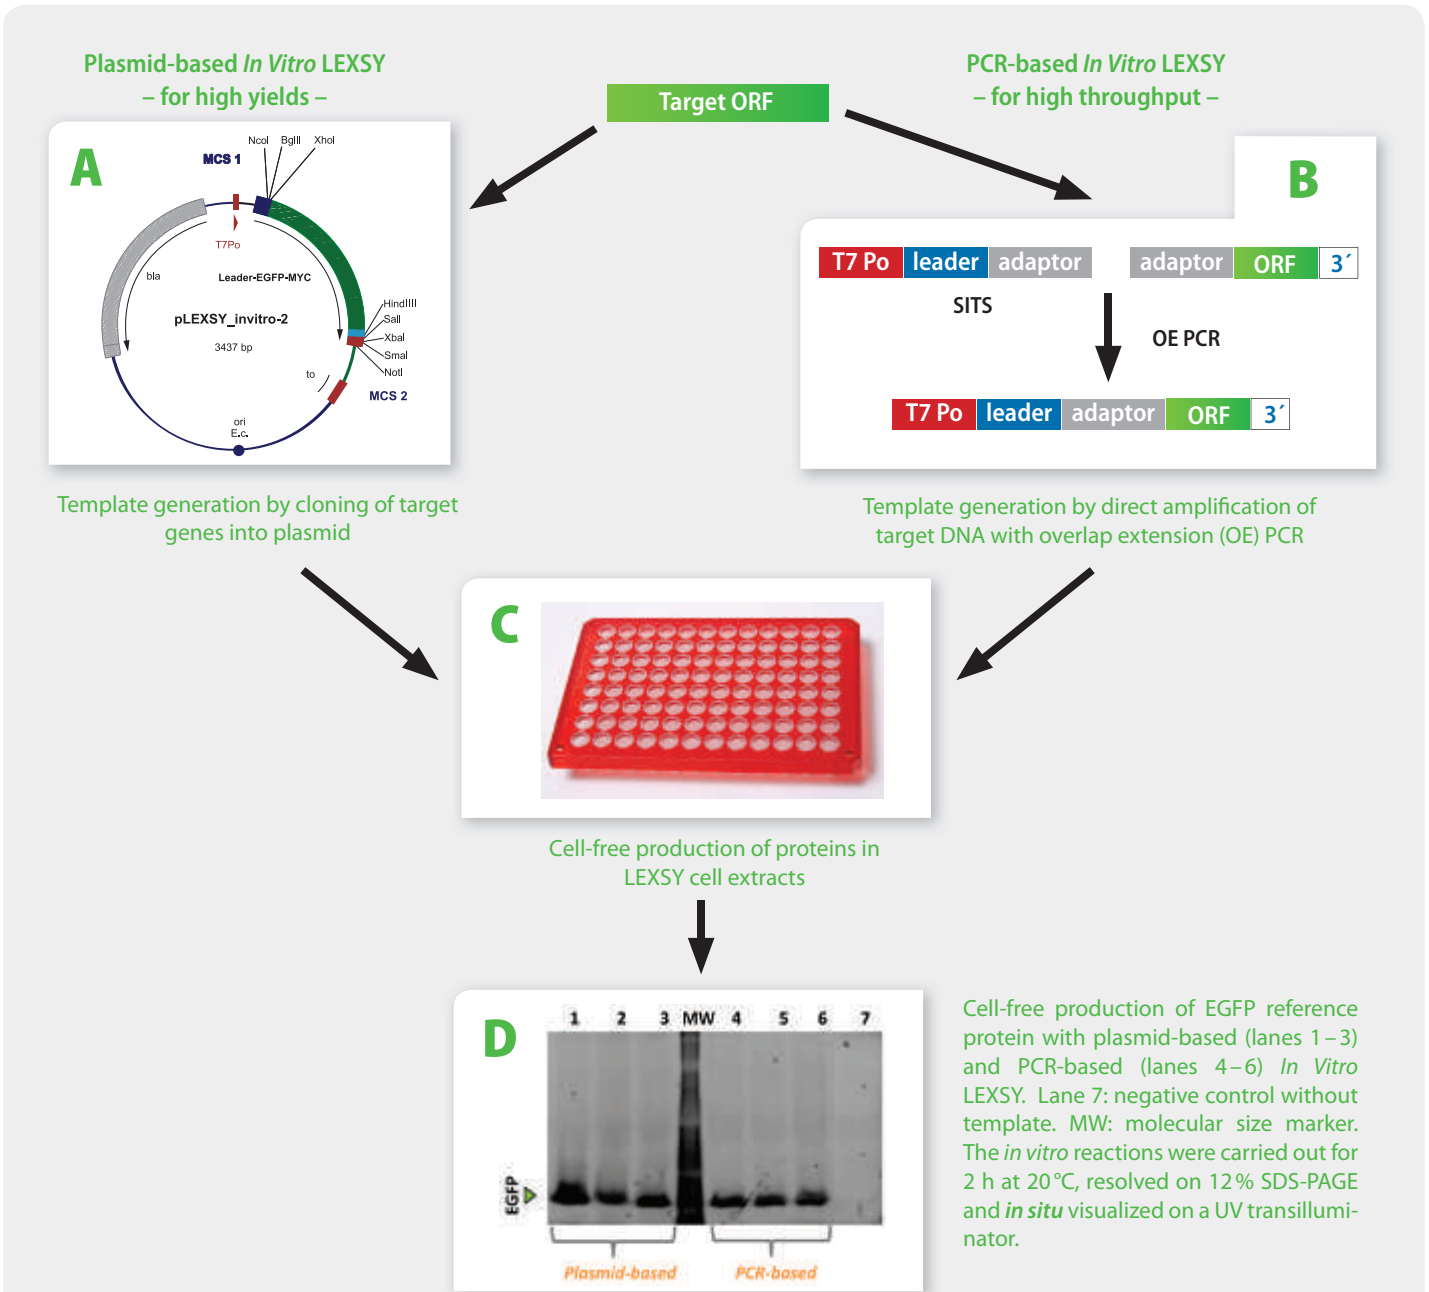 Plasmid-based In Vitro LEXSY
– for high yields –
Target ORF
PCR-based In Vitro LEXSY
– for high throughput –
A
NcoI BglII XhoI
MCS 1
T7Po
bla
Leader-EGFP-MYC
pLEXSY_invitro-2
3437 bp
HindIIII
SalI
XbaI
SmaI
NotI
to
MCS 2
ori
E.c.
B
T7 Po leader adaptor adaptor ORF 3´
SITS
OE PCR
T7 Po leader adaptor ORF 3´
Template generation by cloning of target
genes into plasmid
Template generation by direct amplification of
target DNA with overlap extension (OE) PCR
C
Cell-free production of proteins in
LEXSY cell extracts
D
1 2 3 MW 4 5 6 7
EGFP
Plasmid-based PCR-based
Cell-free production of EGFP reference
protein with plasmid-based (lanes 1–3)
and PCR-based (lanes 4–6) In Vitro
LEXSY. Lane 7: negative control without
template. MW: molecular size marker.
The in vitro reactions were carried out for
2 h at 20 °C, resolved on 12 % SDS-PAGE
and in situ visualized on a UV transillumi-
nator.